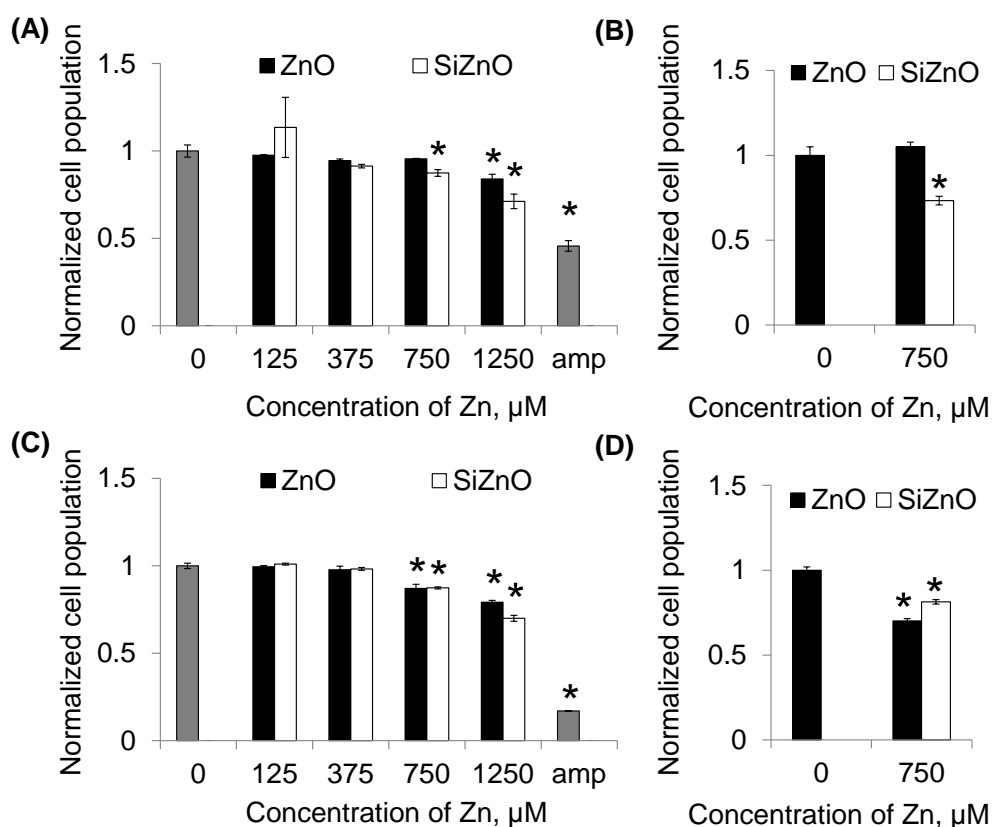 (A)
ZnO SiZnO
Normalized cell population
1.5
1
0.5
0
* * * *
0 125 375 750 1250 amp
Concentration of Zn, µM
(B)
ZnO SiZnO
Normalized cell population
1.5
1
0.5
0
*
0 750
Concentration of Zn, µM
(C)
ZnO SiZnO
Normalized cell population
1.5
1
0.5
0
* * * * *
0 125 375 750 1250 amp
Concentration of Zn, µM
(D)
ZnO SiZnO
Normalized cell population
1.5
1
0.5
0
* *
0 750
Concentration of Zn, µM